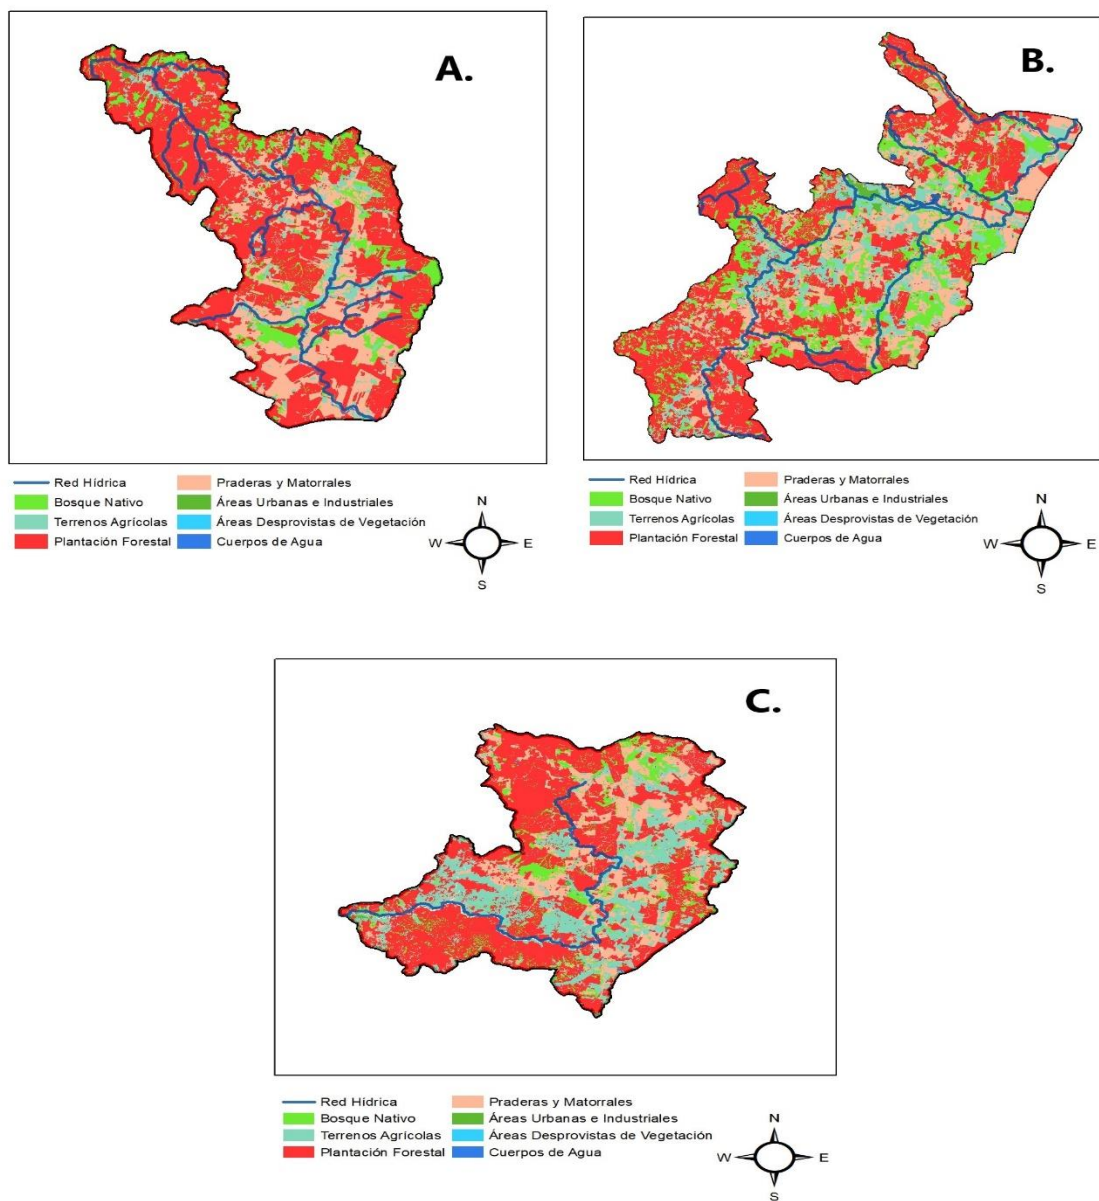 A.
Red Hídrica
Praderas y Matorrales
Bosque Nativo
Áreas Urbanas e Industriales
Terrenos Agrícolas
Áreas Desprovistas de Vegetación
Plantación Forestal
Cuerpos de Agua
N
W
E
S
B.
Red Hídrica
Praderas y Matorrales
Bosque Nativo
Áreas Urbanas e Industriales
Terrenos Agrícolas
Áreas Desprovistas de Vegetación
Plantación Forestal
Cuerpos de Agua
N
W
E
S
C.
Red Hídrica
Praderas y Matorrales
Bosque Nativo
Áreas Urbanas e Industriales
Terrenos Agrícolas
Áreas Desprovistas de Vegetación
Plantación Forestal
Cuerpos de Agua
N
W
E
S